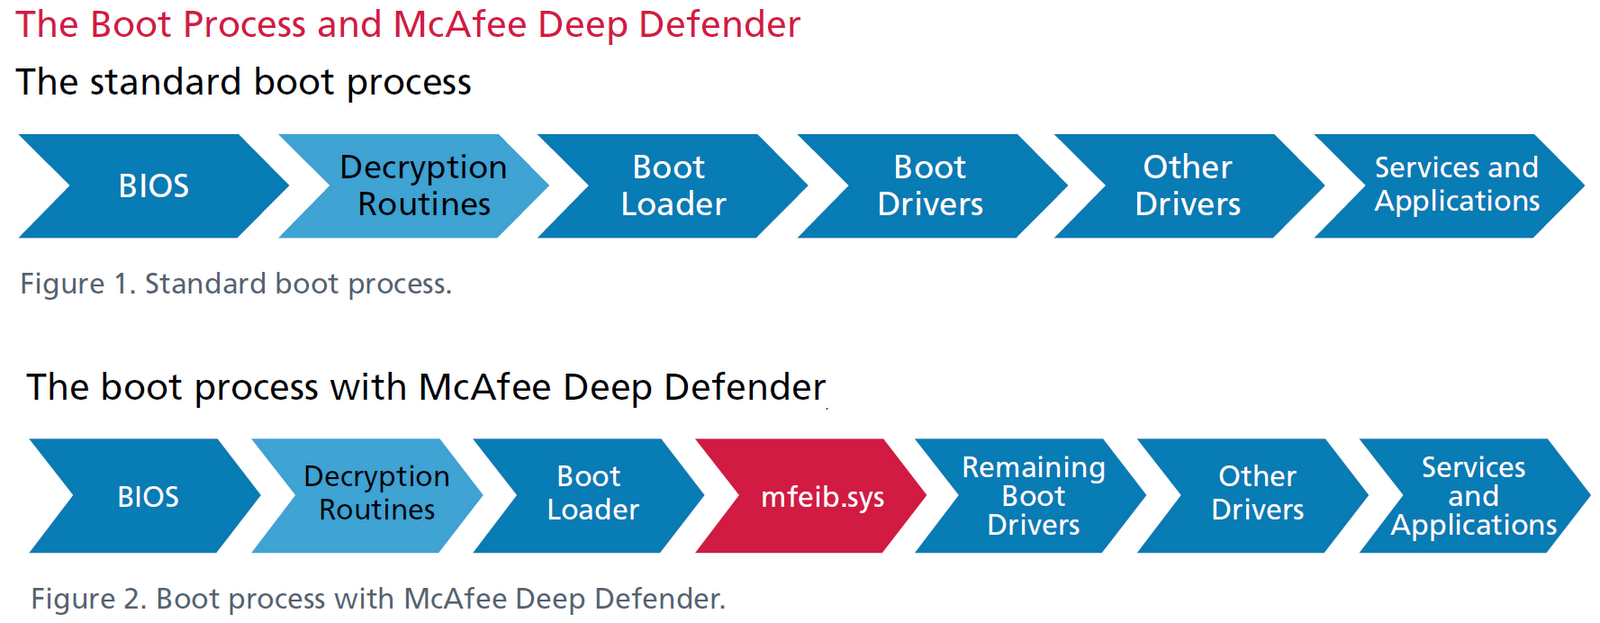 The Boot Process and McAfee Deep Defender
The standard boot process
BIOS
Decryption
Routines
Boot
Loader
Boot
Drivers
Other
Drivers
Services and
Applications
Figure 1. Standard boot process.
The boot process with McAfee Deep Defender
BIOS
Decryption
Routines
Boot
Loader
mfeib.sys
Remaining
Boot
Drivers
Other
Drivers
Services
and
Applications
Figure 2. Boot process with McAfee Deep Defender.